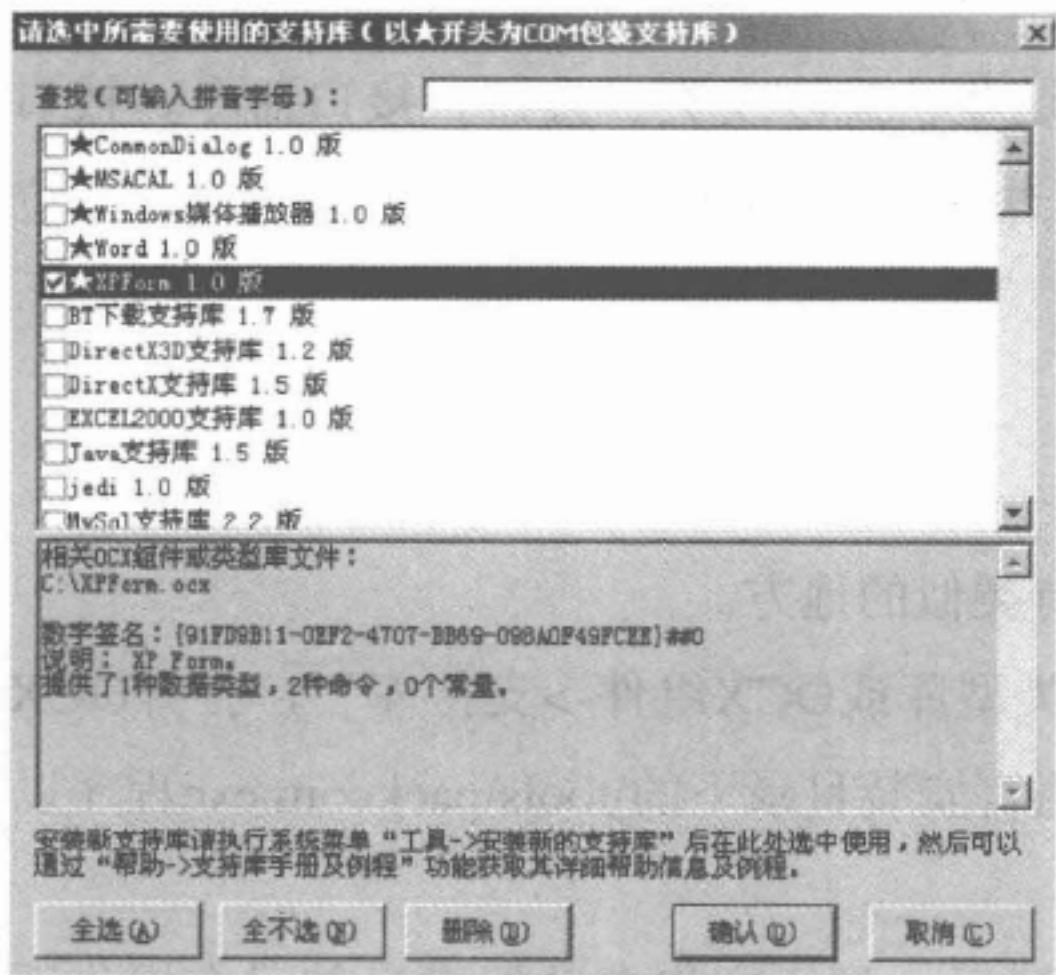 请选中所需要使用的支持库(以★开头为COM包装支持库)
查找(可输入拼音字母):
★CommonDialog 1.0 版
★MSACAL 1.0 版
★Windows媒体播放器 1.0 版
★Word 1.0 版
★XPForm 1.0 版
BT下载支持库 1.7 版
DirectX3D支持库 1.2 版
DirectX支持库 1.5 版
EXCEL2000支持库 1.0 版
Java支持库 1.5 版
jedi 1.0 版
MySql支持库 2.2 版
相关OCX组件或类型库文件:
C:\XPForm.ocx
数字签名:{91FD9B11-0EF2-4707-BB69-098A0F49FCEE}##0
说明: XP Form。
提供了1种数据类型,2种命令,0个常量。
安装新支持库请执行系统菜单“工具->安装新的支持库”后在此处选中使用,然后可以
通过“帮助->支持库手册及例程”功能获取其详细帮助信息及例程。
全选(A) 全不选(N) 删除(D) 确认(O) 取消(C)